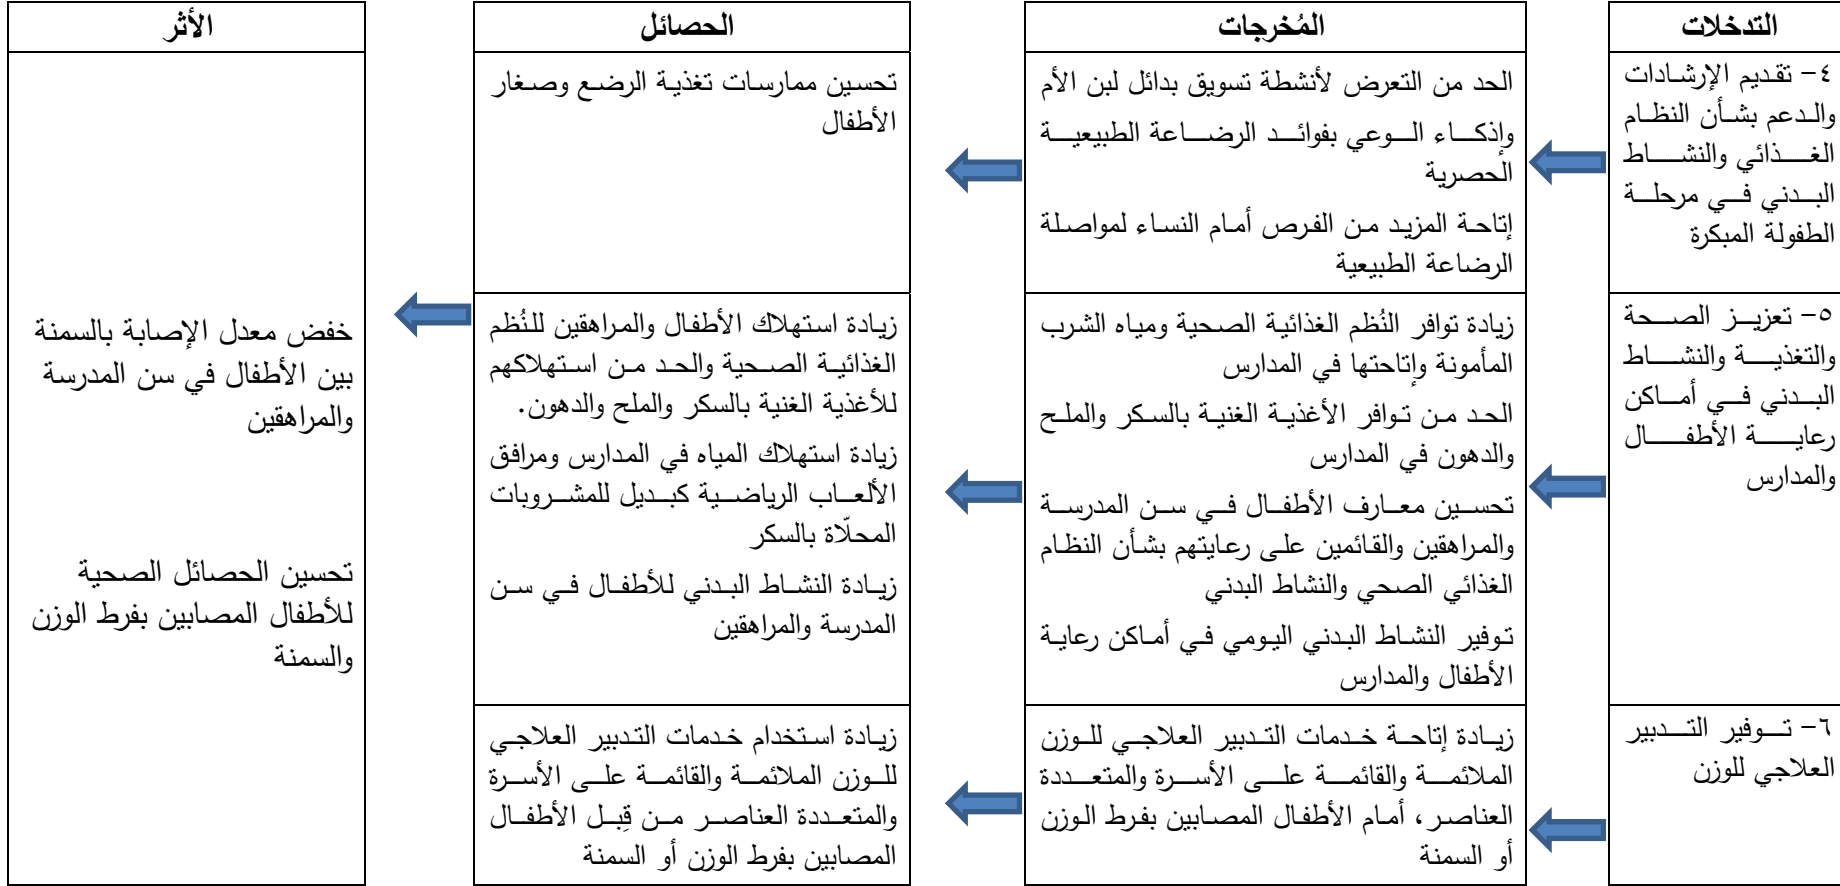 التدخلات
٤- تقديم الإرشادات
والدعم بشأن النظام
الغذائي والنشاط
البدني في مرحلة
الطفولة المبكرة
٥- تعزيز الصحة
والتغذية والنشاط
البدني في أماكن
رعاية الأطفال
والمدارس
٦- توفير التدبير
العلاجي للوزن
المُخرجات
الحد من التعرض لأنشطة تسويق بدائل لبن الأم
وإذكاء الوعي بفوائد الرضاعة الطبيعية
الحصرية
إتاحة المزيد من الفرص أمام النساء لمواصلة
الرضاعة الطبيعية
زيادة توافر النُظم الغذائية الصحية ومياه الشرب
المأمونة وإتاحتها في المدارس
الحد من توافر الأغذية الغنية بالسكر والملح
والدهون في المدارس
تحسين معارف الأطفال في سن المدرسة
والمراهقين والقائمين على رعايتهم بشأن النظام
الغذائي الصحي والنشاط البدني
توفير النشاط البدني اليومي في أماكن رعاية
الأطفال والمدارس
زيادة إتاحة خدمات التدبير العلاجي للوزن
الملائمة والقائمة على الأسرة والمتعددة
العناصر، أمام الأطفال المصابين بفرط الوزن
أو السمنة
الحصائل
تحسين ممارسات تغذية الرضع وصغار
الأطفال
زيادة استهلاك الأطفال والمراهقين للنُظم
الغذائية الصحية والحد من استهلاكهم
للأغذية الغنية بالسكر والملح والدهون.
زيادة استهلاك المياه في المدارس ومرافق
الألعاب الرياضية كبديل للمشروبات
المحلّاة بالسكر
زيادة النشاط البدني للأطفال في سن
المدرسة والمراهقين
زيادة استخدام خدمات التدبير العلاجي
للوزن الملائمة والقائمة على الأسرة
والمتعددة العناصر من قِبل الأطفال
المصابين بفرط الوزن أو السمنة
الأثر
خفض معدل الإصابة بالسمنة
بين الأطفال في سن المدرسة
والمراهقين
تحسين الحصائل الصحية
للأطفال المصابين بفرط الوزن
والسمنة